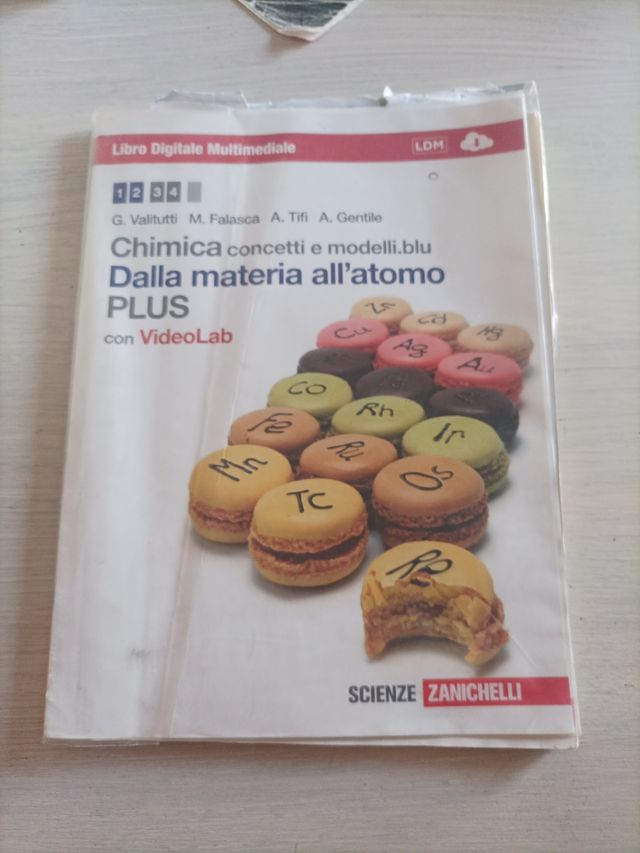 Libro Digitale Multimediale LDM
1 2 3 4
G. Valitutti M. Falasca A. Tifi A. Gentile
Chimica concetti e modelli.blu
Dalla materia all'atomo
PLUS
con VideoLab
Zn Cd Hg
Cu Ag Au
Co Rh Ir
Fe Ru Os
Mn TC
SCIENZE ZANICHELLI